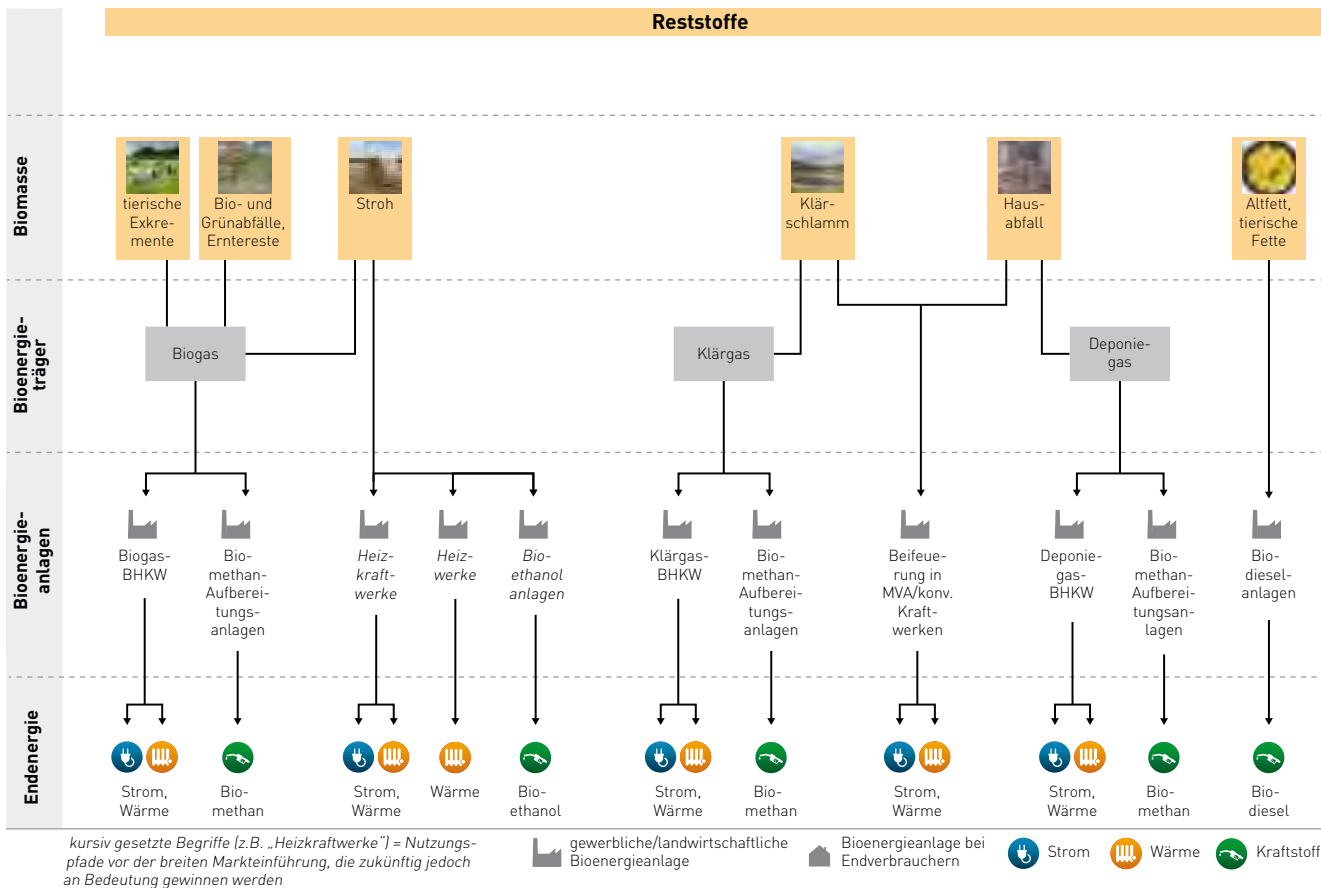 Reststoffe
Biomasse
tierische
Exkre-
mente
Bio- und
Grünabfälle,
Erntereste
Stroh
Klär-
schlamm
Haus-
abfall
Altfett,
tierische
Fette
Bioenergie-
träger
Biogas
Klärgas
Deponie-
gas
Bioenergie-
anlagen
Biogas-
BHKW
Bio-
methan-
Aufberei-
tungs-
anlagen
Heiz-
kraft-
werke
Heiz-
werke
Bio-
ethanol
anlagen
Klärgas-
BHKW
Bio-
methan-
Aufberei-
tungs-
anlagen
Beifeue-
rung in
MVA/konv.
Kraft-
werken
Deponie-
gas-
BHKW
Bio-
methan-
Aufberei-
tungsan-
lagen
Bio-
diesel-
anlagen
Endenergie
Strom,
Wärme
Bio-
methan
Strom,
Wärme
Wärme
Bio-
ethanol
Strom,
Wärme
Bio-
methan
Strom,
Wärme
Strom,
Wärme
Bio-
methan
Bio-
diesel
kursiv gesetzte Begriffe (z.B. „Heizkraftwerke“) = Nutzungs-
pfade vor der breiten Markteinführung, die zukünftig jedoch
an Bedeutung gewinnen werden
gewerbliche/landwirtschaftliche
Bioenergieanlage
Bioenergieanlage bei
Endverbrauchern
Strom
Wärme
Kraftstoff